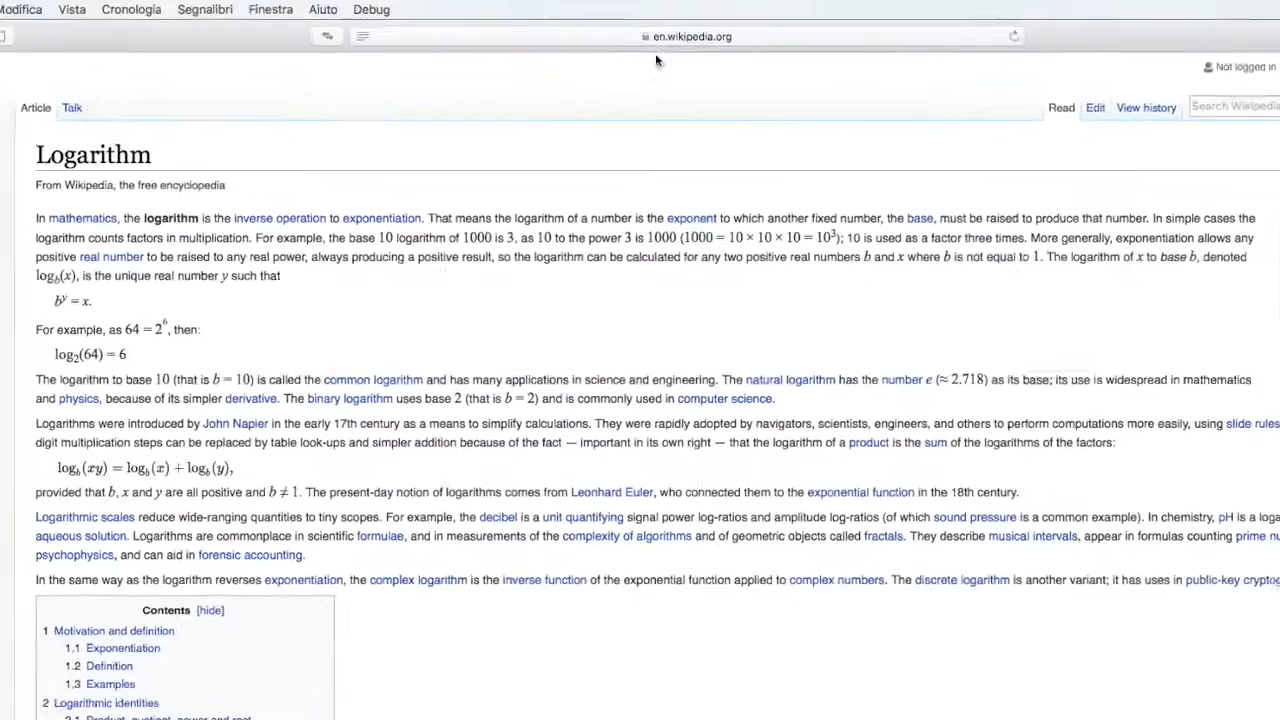 Modifica Vista Cronologia Segnalibri Finestra Aiuto Debug
en.wikipedia.org
Not logged in
Article Talk Read Edit View history Search Wikipedia
Logarithm
From Wikipedia, the free encyclopedia
In mathematics, the logarithm is the inverse operation to exponentiation. That means the logarithm of a number is the exponent to which another fixed number, the base, must be raised to produce that number. In simple cases the
logarithm counts factors in multiplication. For example, the base 10 logarithm of 1000 is 3, as 10 to the power 3 is 1000 (1000 = 10 × 10 × 10 = 10³); 10 is used as a factor three times. More generally, exponentiation allows any
positive real number to be raised to any real power, always producing a positive result, so the logarithm can be calculated for any two positive real numbers b and x where b is not equal to 1. The logarithm of x to base b, denoted
log_b(x), is the unique real number y such that
b^y = x.
For example, as 64 = 2⁶, then:
log₂(64) = 6
The logarithm to base 10 (that is b = 10) is called the common logarithm and has many applications in science and engineering. The natural logarithm has the number e (≈ 2.718) as its base; its use is widespread in mathematics
and physics, because of its simpler derivative. The binary logarithm uses base 2 (that is b = 2) and is commonly used in computer science.
Logarithms were introduced by John Napier in the early 17th century as a means to simplify calculations. They were rapidly adopted by navigators, scientists, engineers, and others to perform computations more easily, using slide rules
digit multiplication steps can be replaced by table look-ups and simpler addition because of the fact — important in its own right — that the logarithm of a product is the sum of the logarithms of the factors:
log_b(xy) = log_b(x) + log_b(y),
provided that b, x and y are all positive and b ≠ 1. The present-day notion of logarithms comes from Leonhard Euler, who connected them to the exponential function in the 18th century.
Logarithmic scales reduce wide-ranging quantities to tiny scopes. For example, the decibel is a unit quantifying signal power log-ratios and amplitude log-ratios (of which sound pressure is a common example). In chemistry, pH is a loga
aqueous solution. Logarithms are commonplace in scientific formulae, and in measurements of the complexity of algorithms and of geometric objects called fractals. They describe musical intervals, appear in formulas counting prime nu
psychophysics, and can aid in forensic accounting.
In the same way as the logarithm reverses exponentiation, the complex logarithm is the inverse function of the exponential function applied to complex numbers. The discrete logarithm is another variant; it has uses in public-key cryptog
Contents [hide]
1 Motivation and definition
1.1 Exponentiation
1.2 Definition
1.3 Examples
2 Logarithmic identities
2.1 Product, quotient, power and root